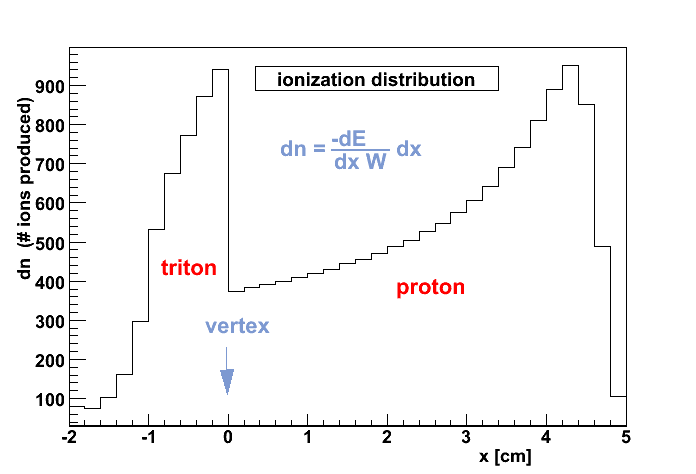 ionization distribution
dn = -dE/dx W dx
triton
proton
vertex
dn (# ions produced)
900
800
700
600
500
400
300
200
100
-2 -1 0 1 2 3 4 5
x [cm]